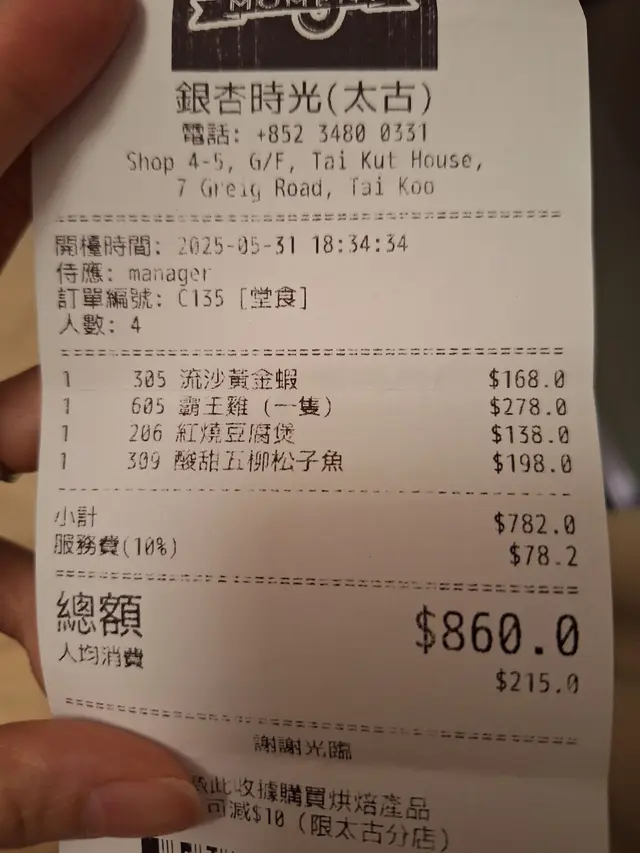 MOMENT
銀杏時光(太古)
電話: +852 3480 0331
Shop 4-5, G/F, Tai Kut House,
7 Greig Road, Tai Koo
開檯時間: 2025-05-31 18:34:34
侍應: manager
訂單編號: C135 [堂食]
人數: 4
1 305 流沙黃金蝦 $168.0
1 605 霸王雞 (一隻) $278.0
1 206 紅燒豆腐煲 $138.0
1 309 酸甜五柳松子魚 $198.0
小計 $782.0
服務費(10%) $78.2
總額 $860.0
人均消費 $215.0
謝謝光臨
此收據購買烘焙產品
可減$10 (限太古分店)